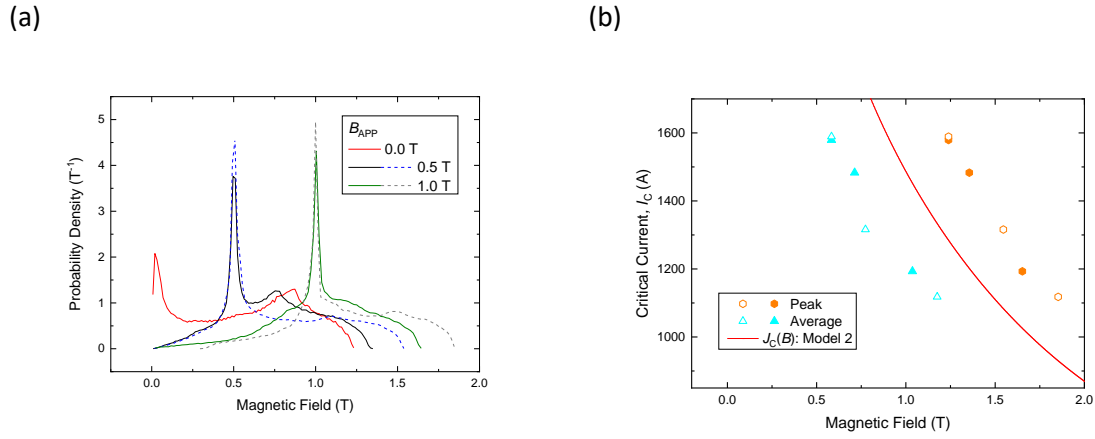 (a)
(b)
5
4
3
2
1
0
Probability Density (T⁻¹)
B_APP
0.0 T
0.5 T
1.0 T
0.0
0.5
1.0
1.5
2.0
Magnetic Field (T)
1600
1400
1200
1000
Critical Current, I_C (A)
Peak
Average
J_C(B): Model 2
0.0
0.5
1.0
1.5
2.0
Magnetic Field (T)